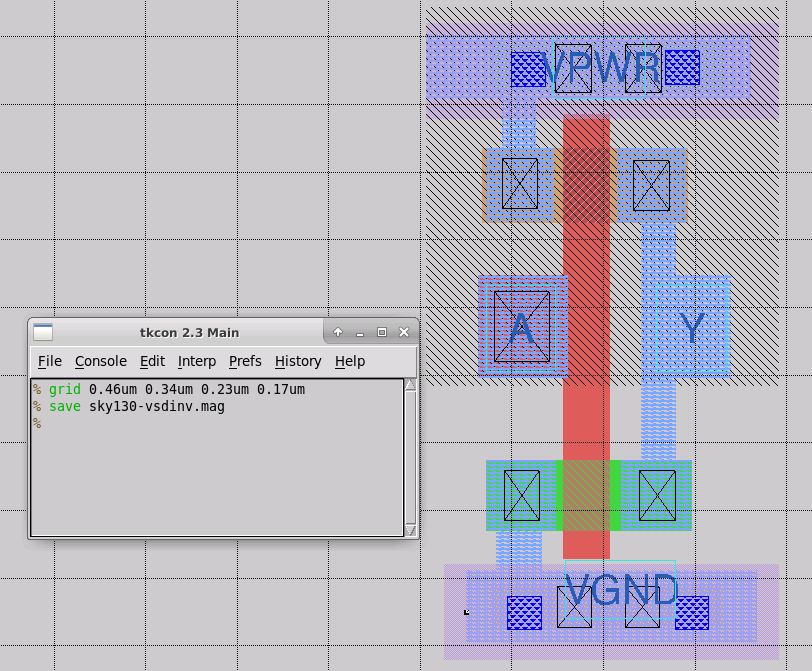 VPWR
A
Y
tkcon 2.3 Main
File Console Edit Interp Prefs History Help
% grid 0.46um 0.34um 0.23um 0.17um
% save sky130-vsdinv.mag
%
VGND